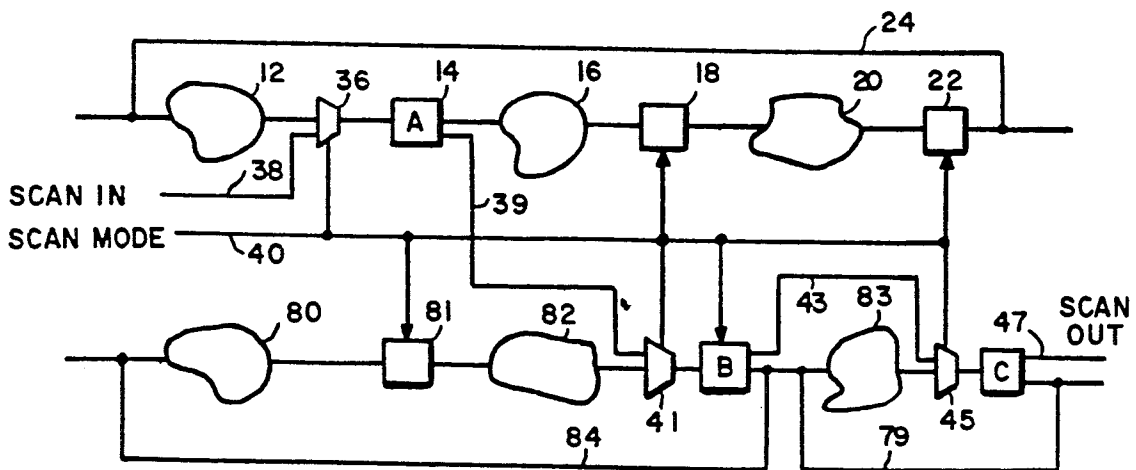 24
12 36 14 16 18 20 22
A
SCAN IN 38 39
SCAN MODE 40
80 81 82 43 83 47 SCAN OUT
B C
41 45
84 79